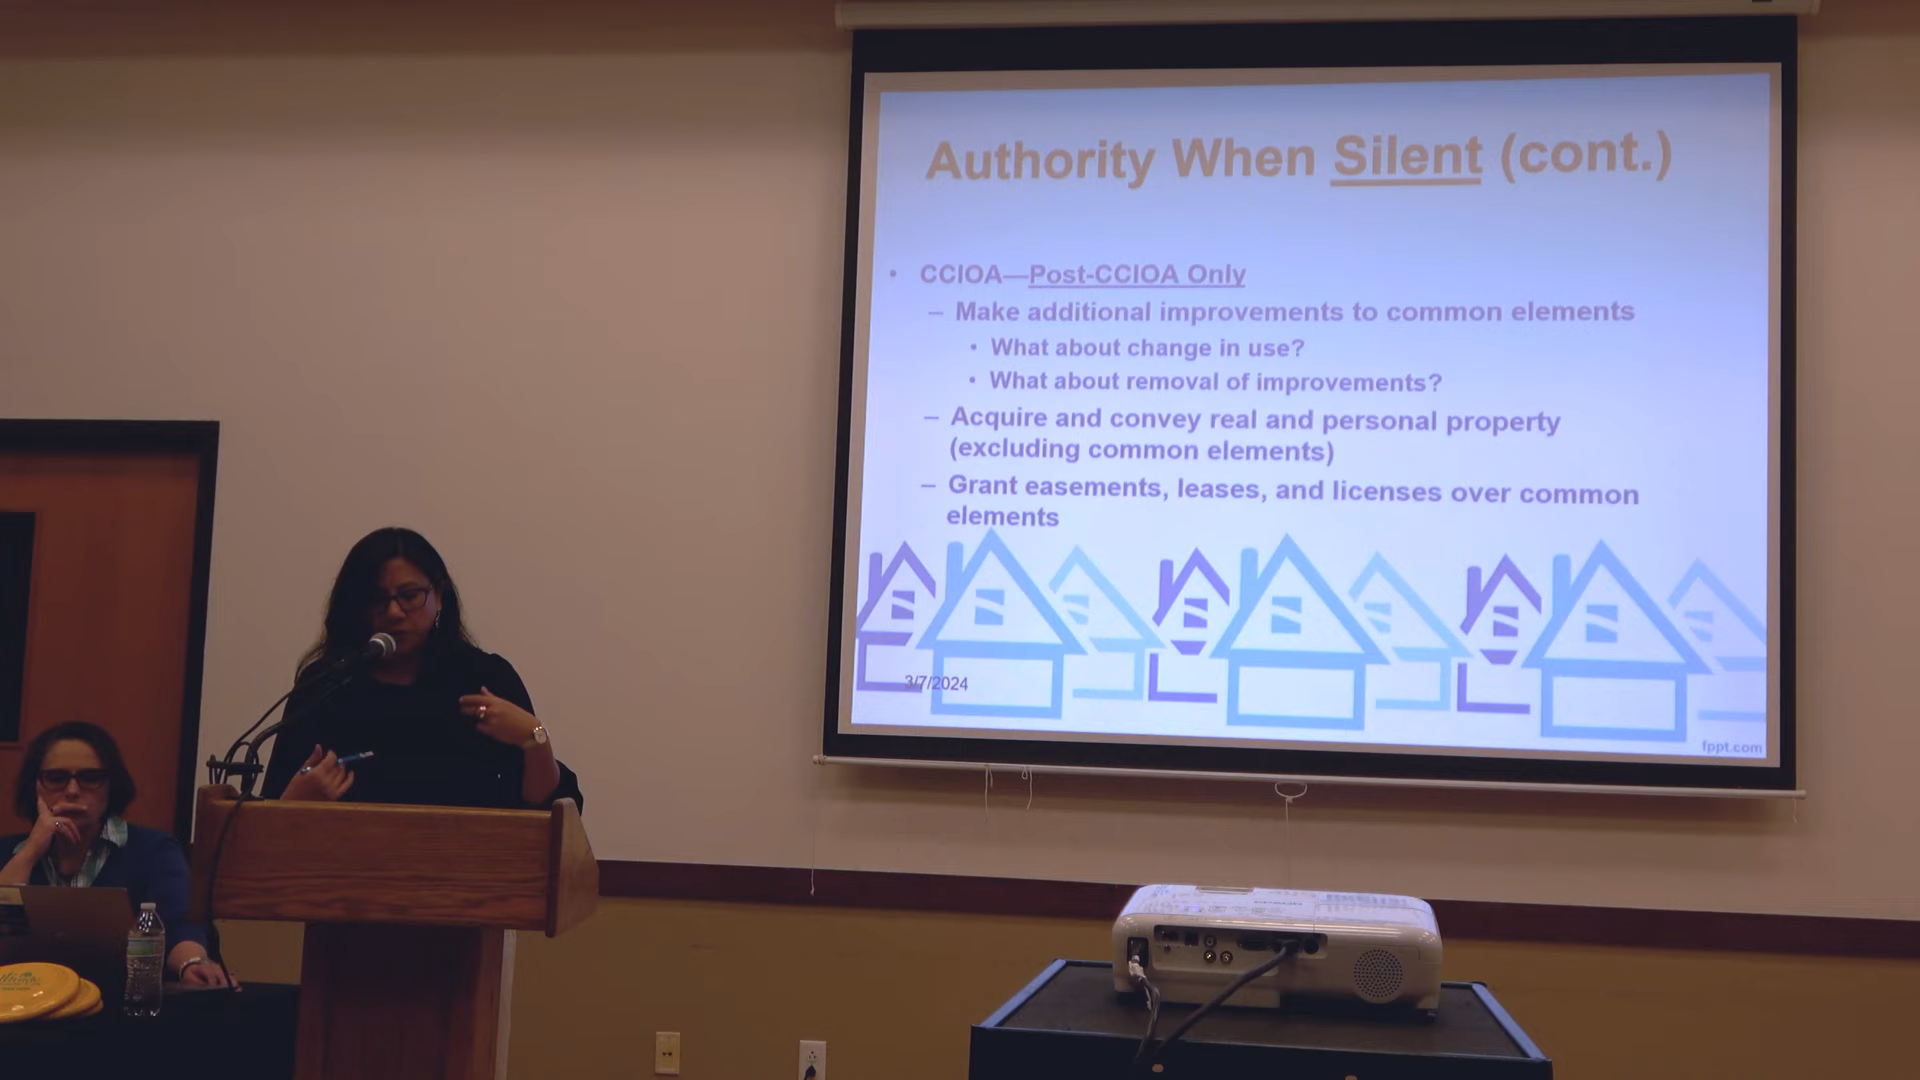 Authority When Silent (cont.)
• CCIOA—Post-CCIOA Only
– Make additional improvements to common elements
• What about change in use?
• What about removal of improvements?
– Acquire and convey real and personal property
(excluding common elements)
– Grant easements, leases, and licenses over common
elements
3/7/2024
fppt.com